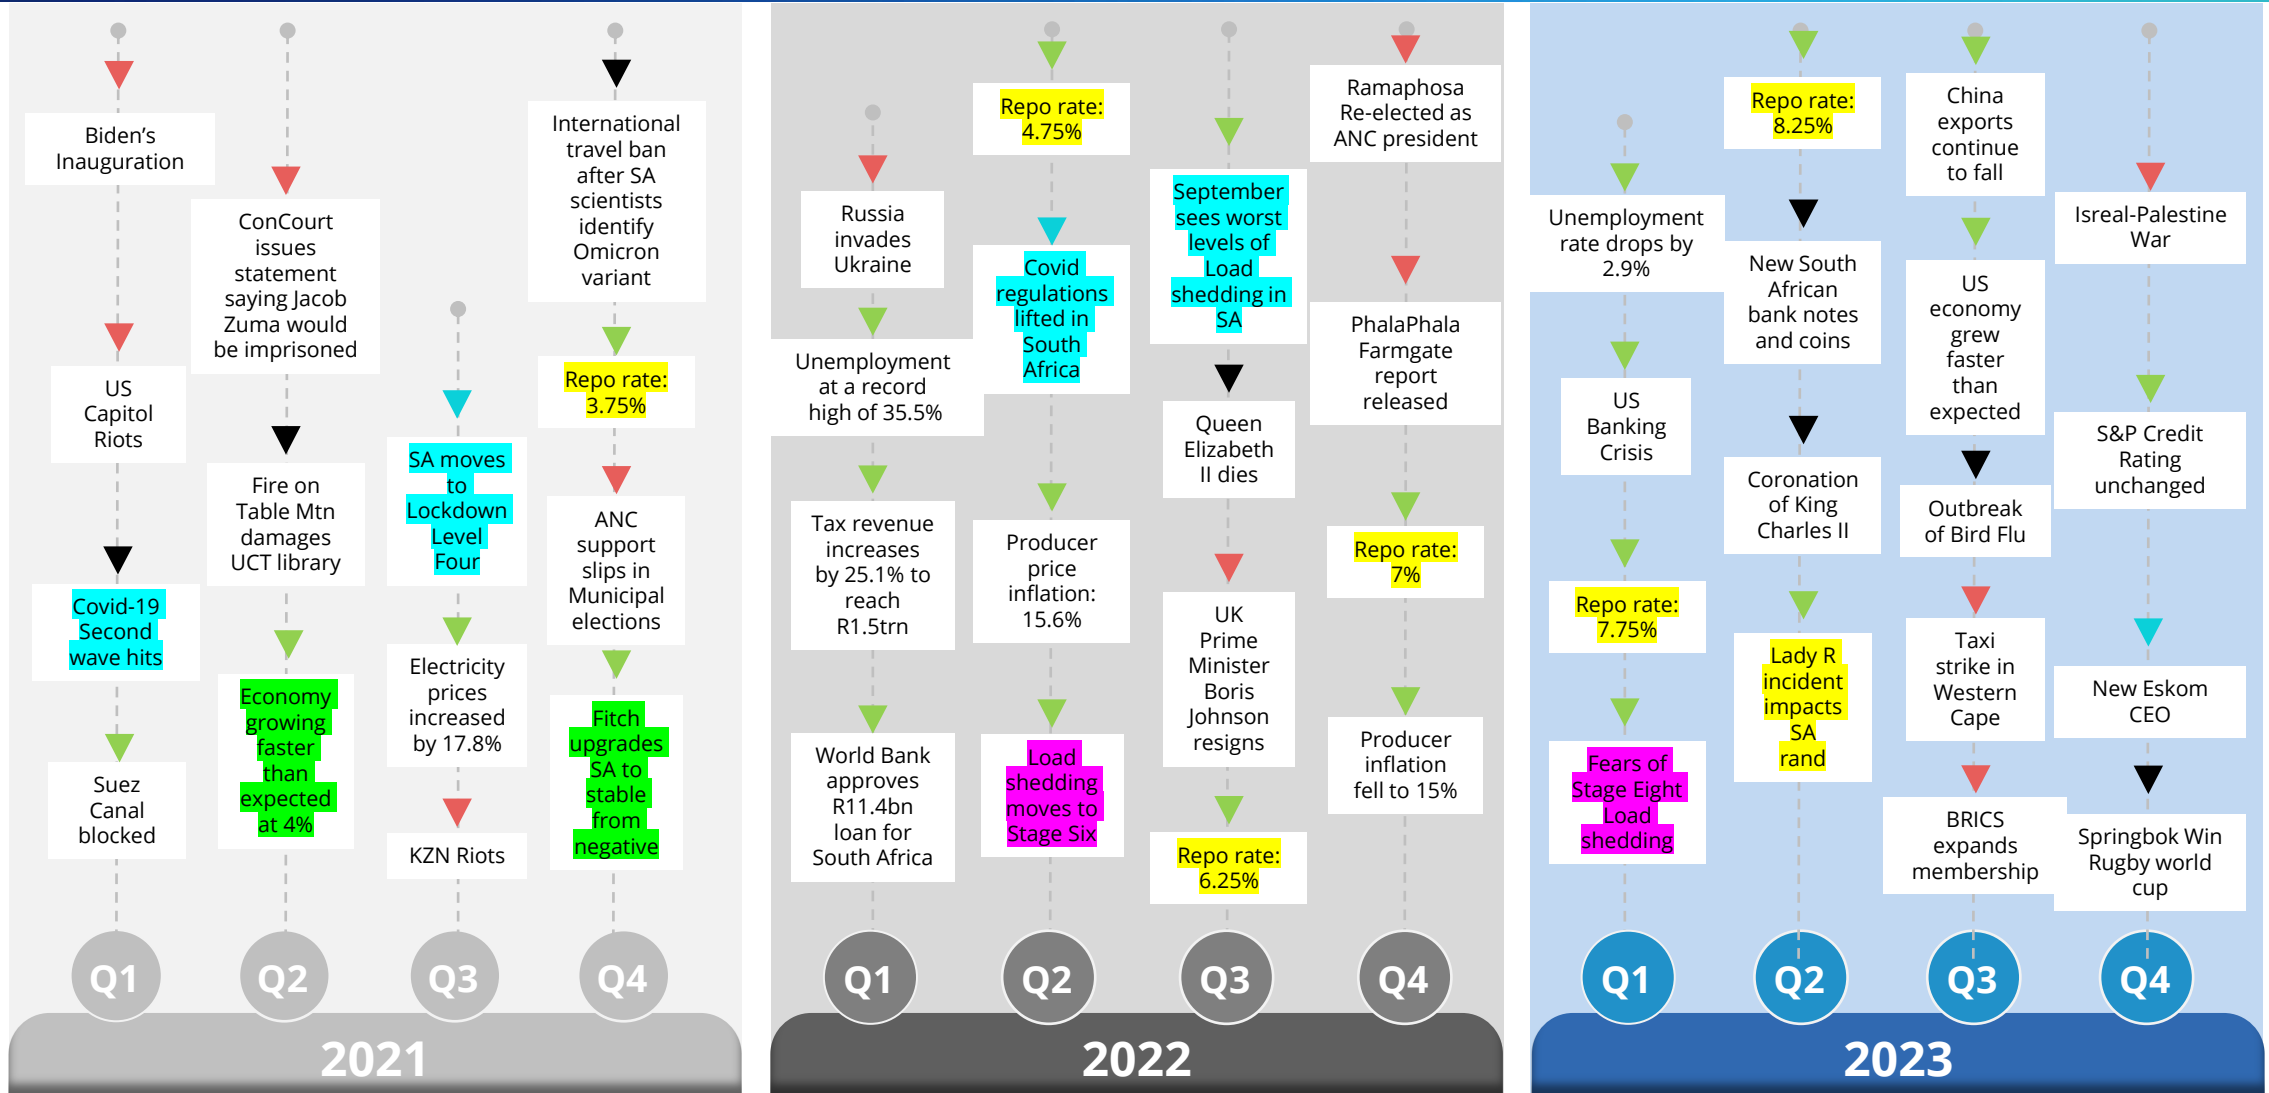 Biden’s
Inauguration
US
Capitol
Riots
Covid-19
Second
wave hits
Suez
Canal
blocked
Q1
ConCourt
issues
statement
saying Jacob
Zuma would
be imprisoned
Fire on
Table Mtn
damages
UCT library
Economy
growing
faster
than
expected
at 4%
Q2
SA moves
to
Lockdown
Level
Four
Electricity
prices
increased
by 17.8%
KZN Riots
Q3
International
travel ban
after SA
scientists
identify
Omicron
variant
Repo rate:
3.75%
ANC
support
slips in
Municipal
elections
Fitch
upgrades
SA to
stable
from
negative
Q4
2021
Russia
invades
Ukraine
Unemployment
at a record
high of 35.5%
Tax revenue
increases
by 25.1% to
reach
R1.5trn
World Bank
approves
R11.4bn
loan for
South Africa
Q1
Repo rate:
4.75%
Covid
regulations
lifted in
South
Africa
Producer
price
inflation:
15.6%
Load
shedding
moves to
Stage Six
Q2
September
sees worst
levels of
Load
shedding in
SA
Queen
Elizabeth
II dies
UK
Prime
Minister
Boris
Johnson
resigns
Repo rate:
6.25%
Q3
Ramaphosa
Re-elected as
ANC president
PhalaPhala
Farmgate
report
released
Repo rate:
7%
Producer
inflation
fell to 15%
Q4
2022
Unemployment
rate drops by
2.9%
US
Banking
Crisis
Repo rate:
7.75%
Fears of
Stage Eight
Load
shedding
Q1
Repo rate:
8.25%
New South
African
bank notes
and coins
Coronation
of King
Charles II
Lady R
incident
impacts
SA
rand
Q2
China
exports
continue
to fall
US
economy
grew
faster
than
expected
Outbreak
of Bird Flu
Taxi
strike in
Western
Cape
BRICS
expands
membership
Q3
Isreal-Palestine
War
S&P Credit
Rating
unchanged
New Eskom
CEO
Springbok Win
Rugby world
cup
Q4
2023